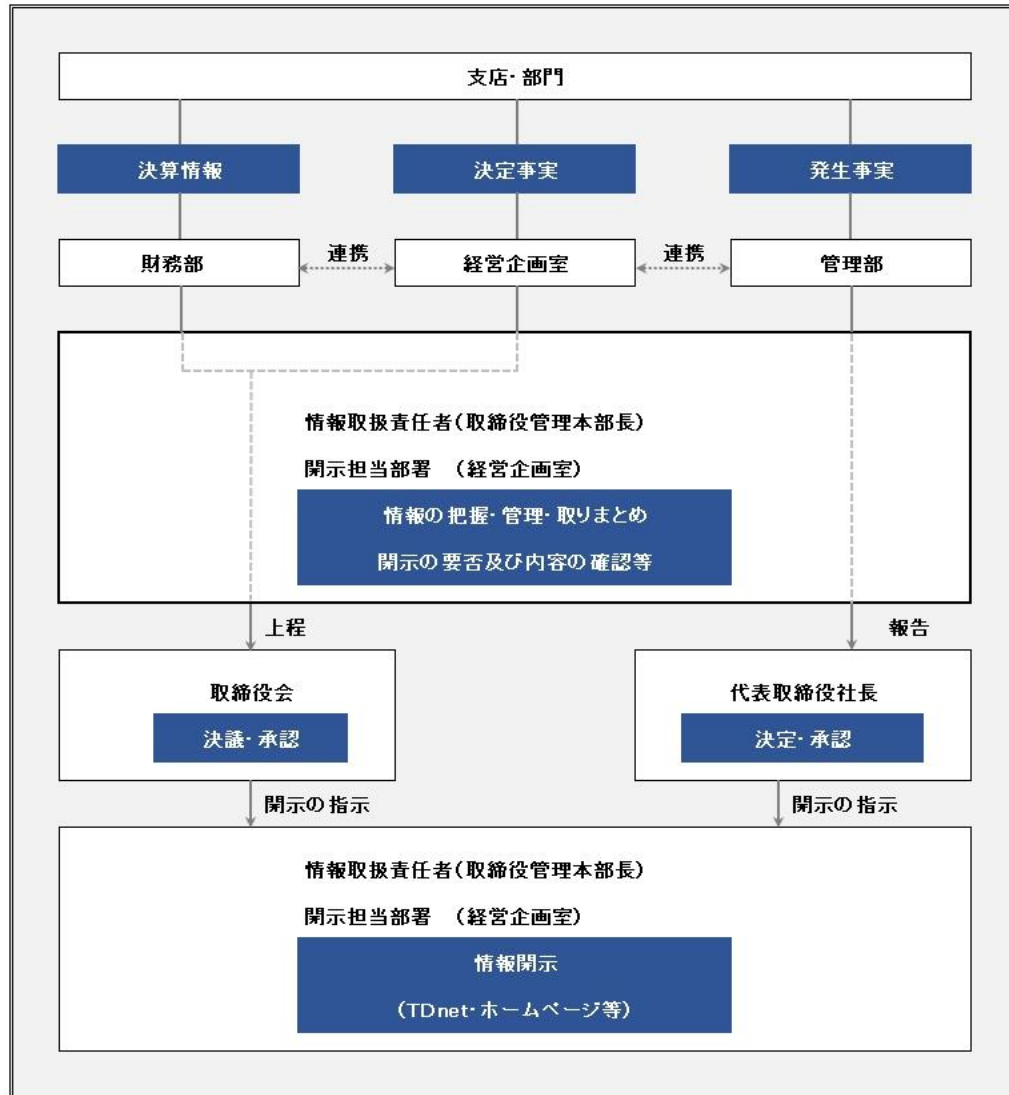 支店・部門
決算情報
決定事実
発生事実
財務部
連携
経営企画室
連携
管理部
情報取扱責任者(取締役管理本部長)
開示担当部署 (経営企画室)
情報の把握・管理・取りまとめ
開示の要否及び内容の確認等
上程
報告
取締役会
代表取締役社長
決議・承認
決定・承認
開示の指示
開示の指示
情報取扱責任者(取締役管理本部長)
開示担当部署 (経営企画室)
情報開示
(TDnet・ホームページ等)